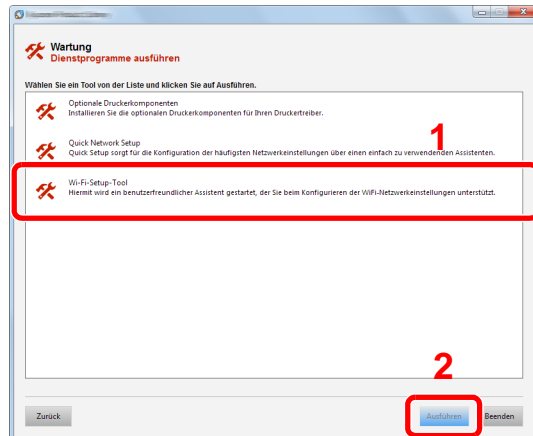 Wartung
Dienstprogramme ausführen
Wählen Sie ein Tool von der Liste und klicken Sie auf Ausführen.
Optionale Druckerkomponenten
Installieren Sie die optionalen Druckerkomponenten für Ihren Druckertreiber.
1
Quick Network Setup
Quick Setup sorgt für die Konfiguration der häufigsten Netzwerkeinstellungen über einen einfach zu verwendenden Assistenten.
Wi-Fi-Setup-Tool
Hiermit wird ein benutzerfreundlicher Assistent gestartet, der Sie beim Konfigurieren der WiFi-Netzwerkeinstellungen unterstützt.
2
Zurück
Ausführen
Beenden